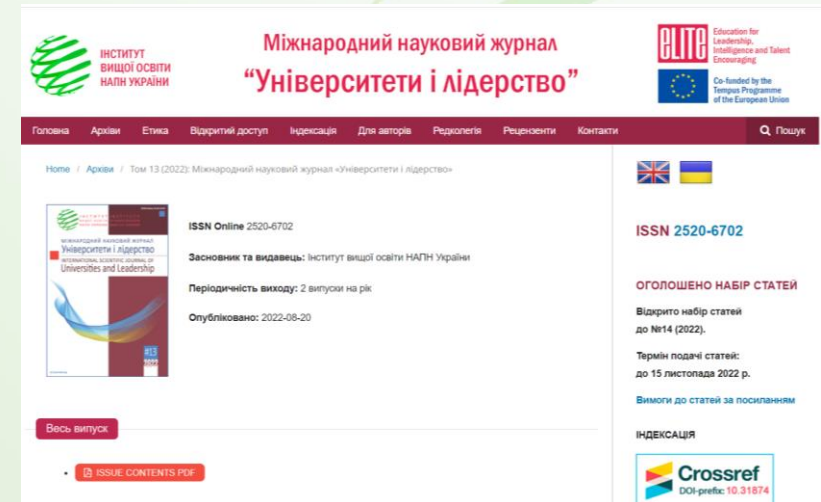 ІНСТИТУТ
ВИЩОЇ ОСВІТИ
НАПН УКРАЇНИ
Міжнародний науковий журнал
“Університети і лідерство”
ELITE
Education for
Leadership,
Intelligence and Talent
Encouraging
Co-funded by the
Tempus Programme
of the European Union
Головна Архіви Етика Відкритий доступ Індексація Для авторів Редколегія Рецензенти Контакти Пошук
Home / Архіви / Том 13 (2022): Міжнародний науковий журнал «Університети і лідерство»
МІЖНАРОДНИЙ НАУКОВИЙ ЖУРНАЛ
Університети і лідерство
INTERNATIONAL SCIENTIFIC JOURNAL OF
Universities and Leadership
#13
ISSN Online 2520-6702
Засновник та видавець: Інститут вищої освіти НАПН України
Періодичність виходу: 2 випуски на рік
Опубліковано: 2022-08-20
Весь випуск
ISSUE CONTENTS PDF
ISSN 2520-6702
ОГОЛОШЕНО НАБІР СТАТЕЙ
Відкрито набір статей
до №14 (2022).
Термін подачі статей:
до 15 листопада 2022 р.
Вимоги до статей за посиланням
ІНДЕКСАЦІЯ
Crossref
DOI-prefix: 10.31874